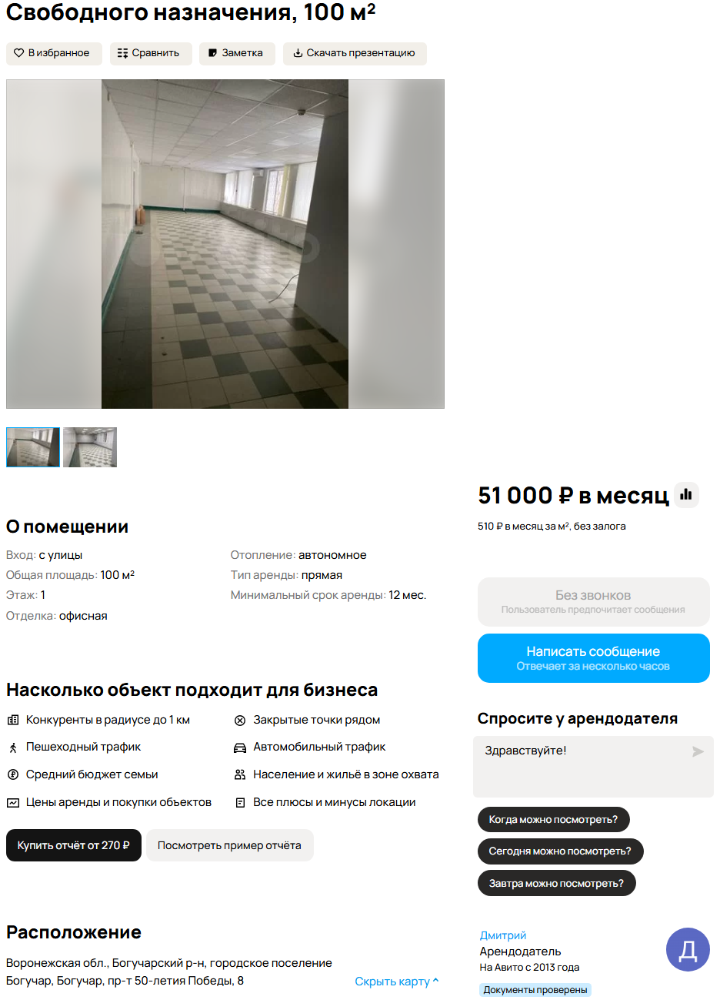 Свободного назначения, 100 м²
В избранное
Сравнить
Заметка
Скачать презентацию
51 000 ₽ в месяц
510 ₽ в месяц за м², без залога
Без звонков
Пользователь предпочитает сообщения
Написать сообщение
Отвечает за несколько часов
Спросите у арендодателя
Здравствуйте!
Когда можно посмотреть?
Сегодня можно посмотреть?
Завтра можно посмотреть?
Дмитрий
Арендодатель
На Авито с 2013 года
Документы проверены
Д
О помещении
Вход: с улицы
Общая площадь: 100 м²
Этаж: 1
Отделка: офисная
Отопление: автономное
Тип аренды: прямая
Минимальный срок аренды: 12 мес.
Насколько объект подходит для бизнеса
Конкуренты в радиусе до 1 км
Закрытые точки рядом
Пешеходный трафик
Автомобильный трафик
Средний бюджет семьи
Население и жильё в зоне охвата
Цены аренды и покупки объектов
Все плюсы и минусы локации
Купить отчёт от 270 ₽
Посмотреть пример отчёта
Расположение
Воронежская обл., Богучарский р-н, городское поселение
Богучар, Богучар, пр-т 50-летия Победы, 8
Скрыть карту